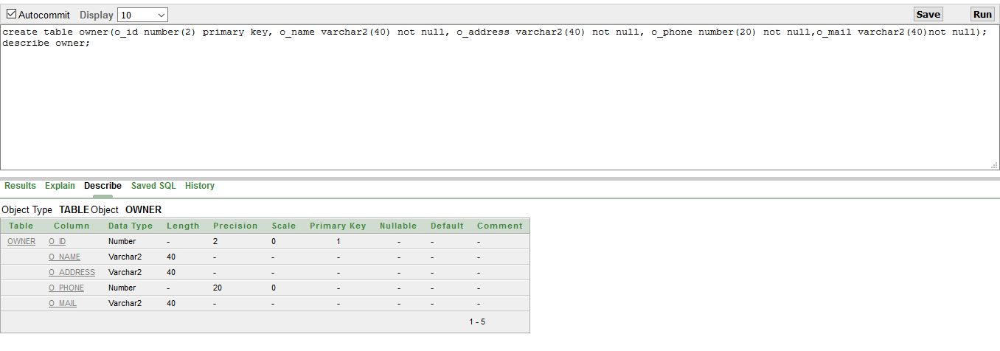 Autocommit Display 10 Save Run
create table owner(o_id number(2) primary key, o_name varchar2(40) not null, o_address varchar2(40) not null, o_phone number(20) not null,o_mail varchar2(40)not null);
describe owner;
Results Explain Describe Saved SQL History
Object Type TABLE Object OWNER
Table Column Data Type Length Precision Scale Primary Key Nullable Default Comment
OWNER O_ID Number - 2 0 1 - - -
O_NAME Varchar2 40 - - - - - -
O_ADDRESS Varchar2 40 - - - - - -
O_PHONE Number - 20 0 - - - -
O_MAIL Varchar2 40 - - - - - -
1 - 5